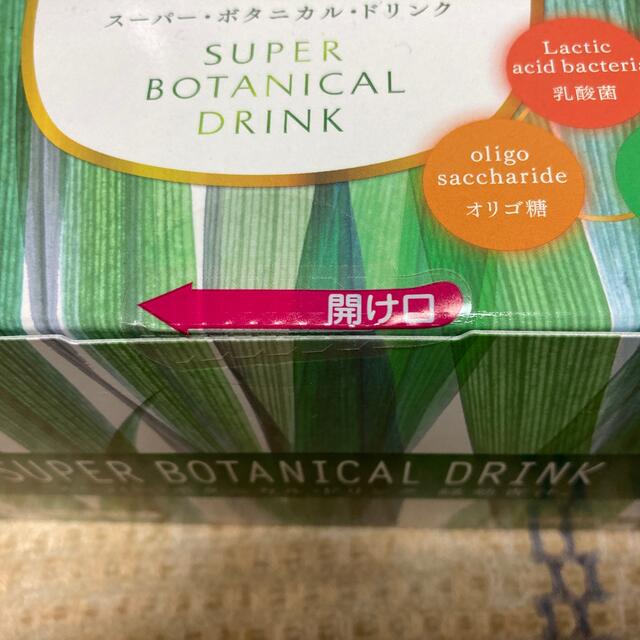 スーパー・ボタニカル・ドリンク
SUPER
BOTANICAL
DRINK
Lactic
acid bacteria
乳酸菌
oligo
saccharide
オリゴ糖
開け口
SUPER BOTANICAL DRINK